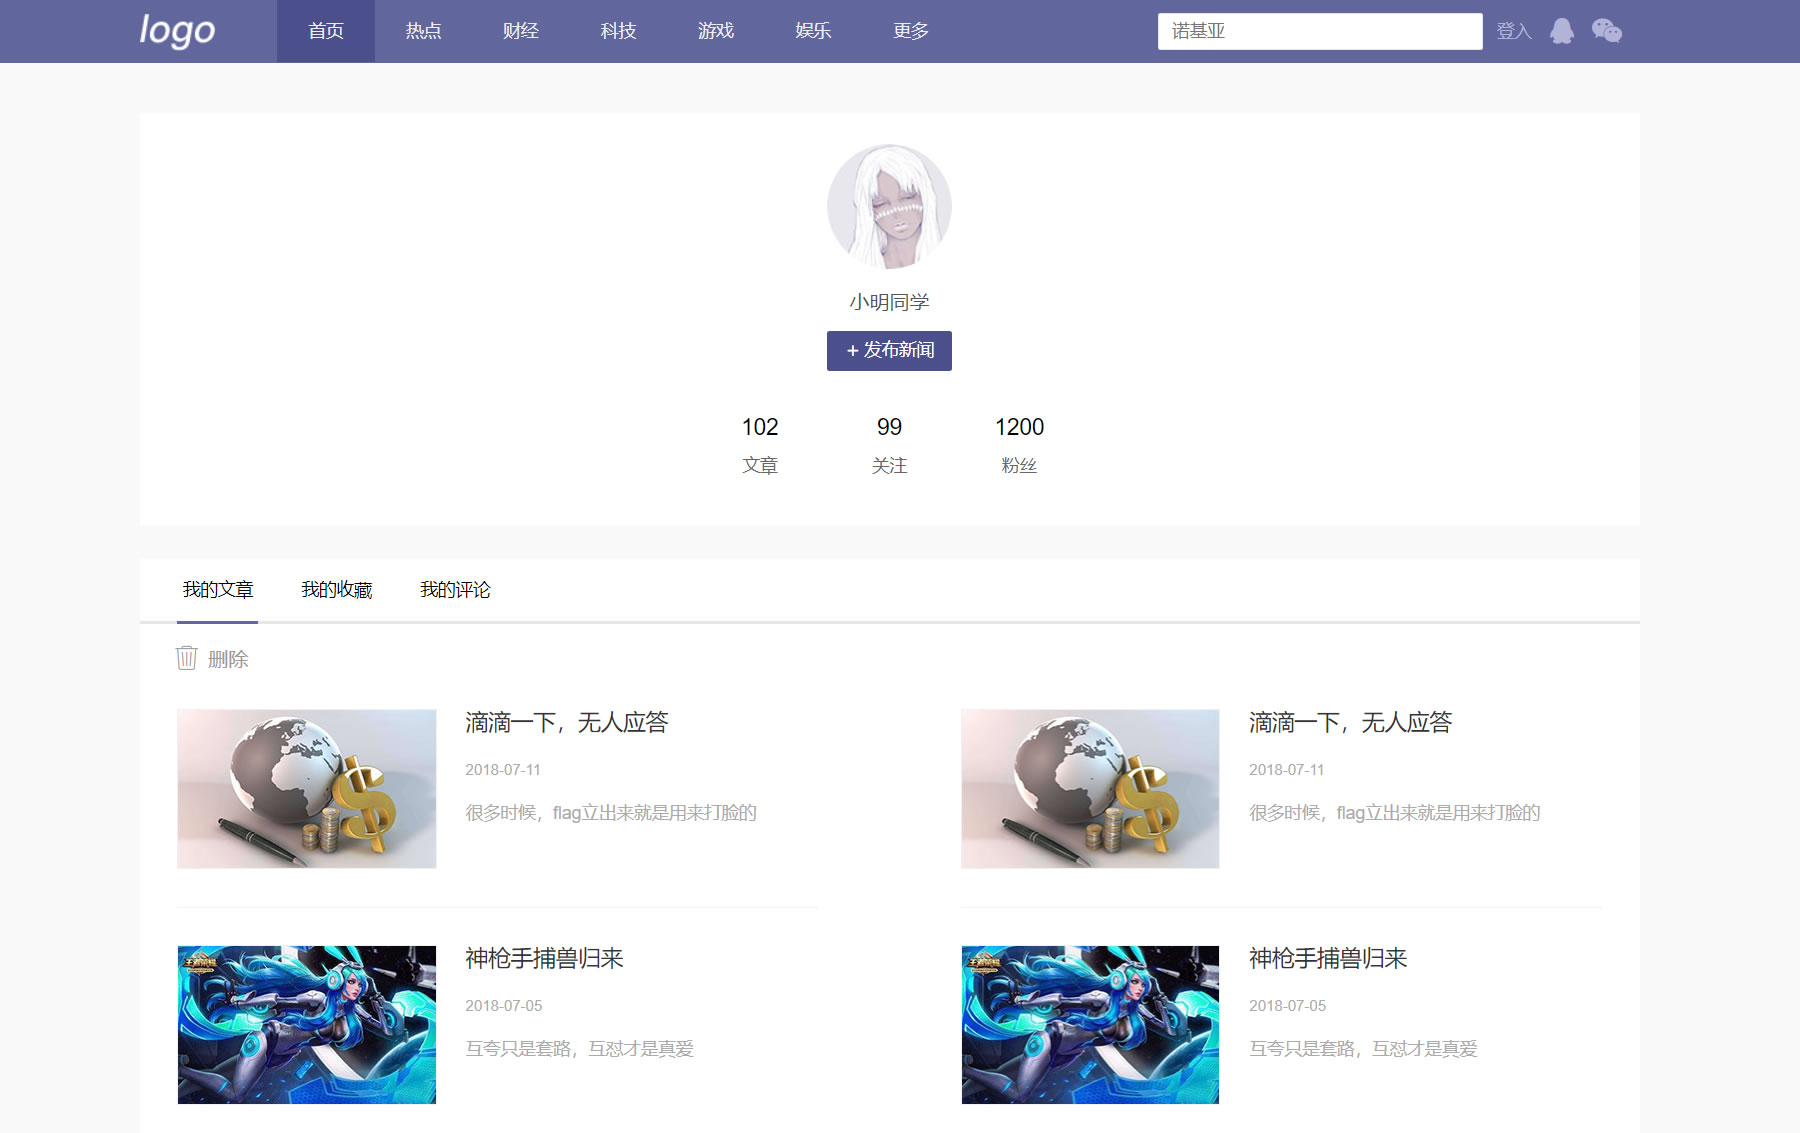 logo 首页 热点 财经 科技 游戏 娱乐 更多 诺基亚 登入
小明同学
+ 发布新闻
102 99 1200
文章 关注 粉丝
我的文章 我的收藏 我的评论
删除
滴滴一下，无人应答
2018-07-11
很多时候，flag立出来就是用来打脸的
滴滴一下，无人应答
2018-07-11
很多时候，flag立出来就是用来打脸的
王者荣耀
神枪手捕兽归来
2018-07-05
互夸只是套路，互怼才是真爱
王者荣耀
神枪手捕兽归来
2018-07-05
互夸只是套路，互怼才是真爱